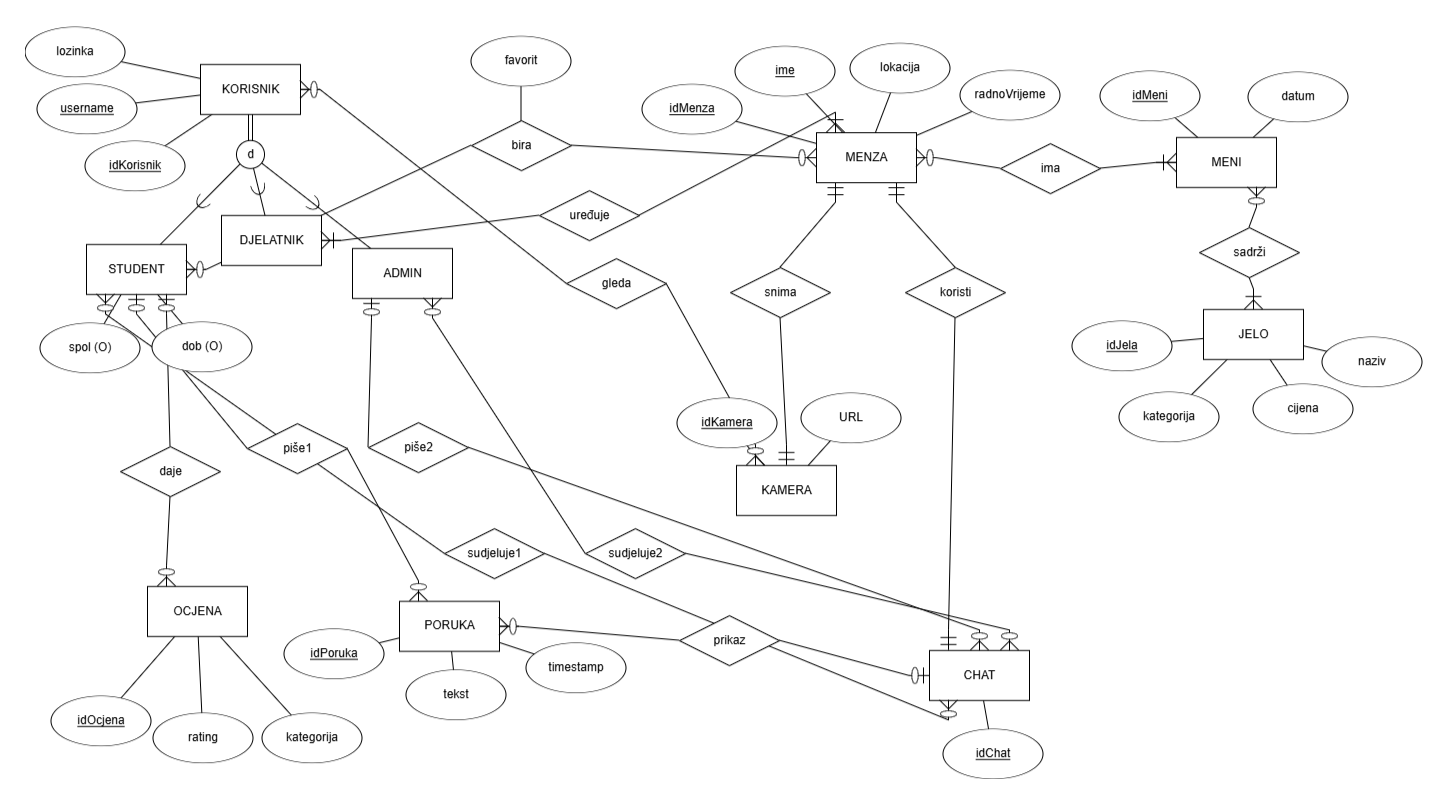 lozinka
KORISNIK
username
idKorisnik
d
favorit
bira
ime
lokacija
idMenza
radnoVrijeme
MENZA
ima
idMeni
datum
MENI
uređuje
DJELATNIK
STUDENT
ADMIN
gleda
snima
koristi
sadrži
spol (O)
dob (O)
idJela
JELO
naziv
kategorija
cijena
idKamera
URL
KAMERA
piše1
piše2
daje
sudjeluje1
sudjeluje2
OCJENA
PORUKA
prikaz
idPoruka
timestamp
tekst
CHAT
idOcjena
rating
kategorija
idChat